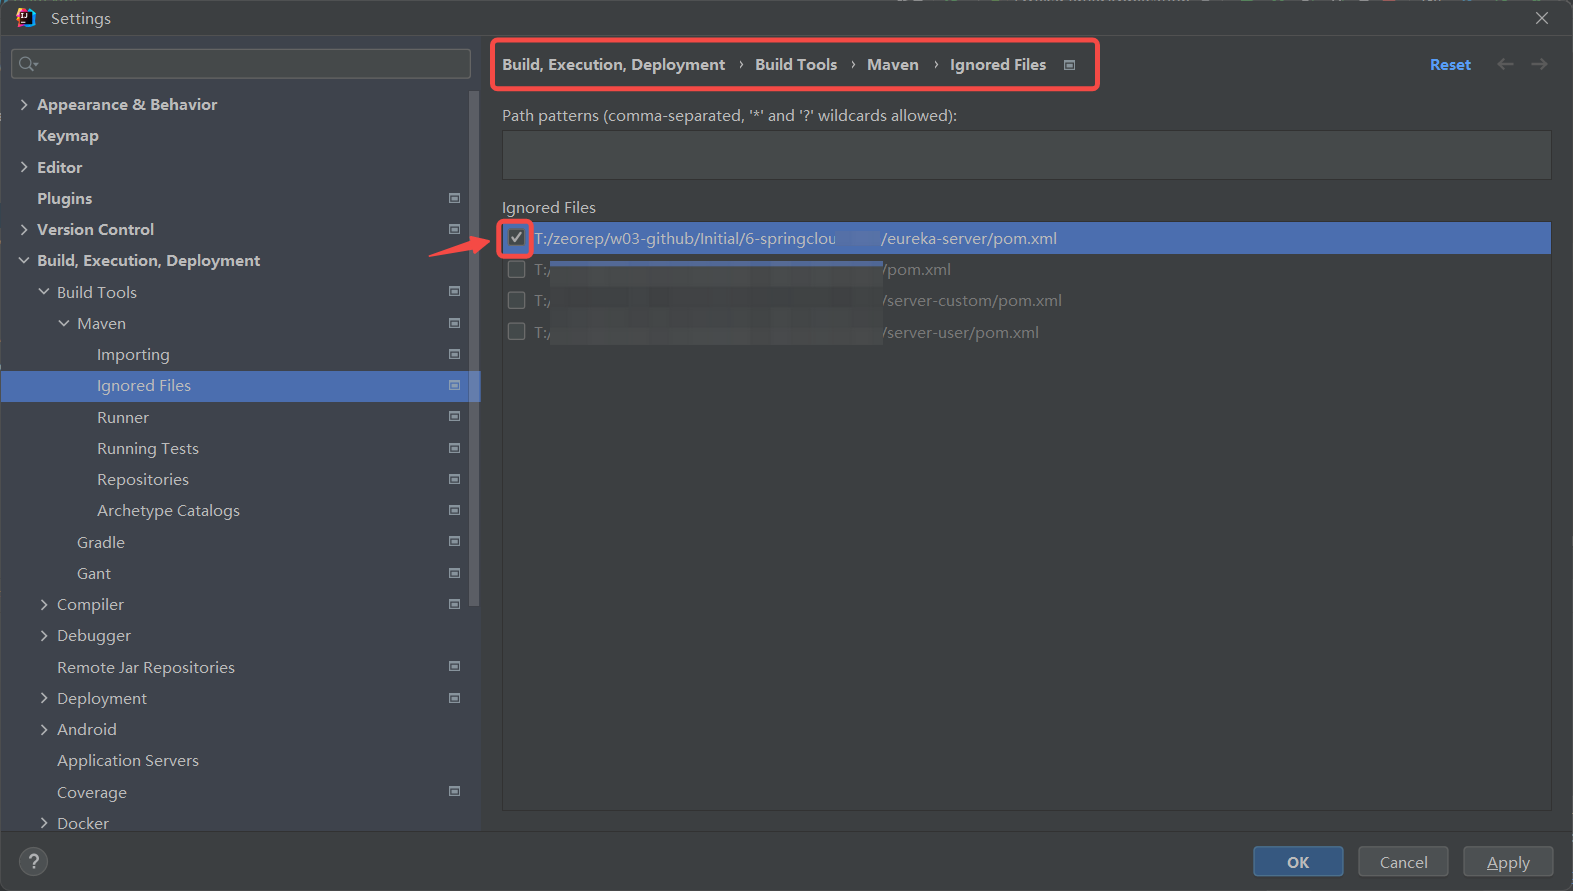 Settings
Build, Execution, Deployment › Build Tools › Maven › Ignored Files
Reset
Appearance & Behavior
Keymap
Editor
Plugins
Version Control
Build, Execution, Deployment
Build Tools
Maven
Importing
Ignored Files
Runner
Running Tests
Repositories
Archetype Catalogs
Gradle
Gant
Compiler
Debugger
Remote Jar Repositories
Deployment
Android
Application Servers
Coverage
Docker
Path patterns (comma-separated, '*' and '?' wildcards allowed):
Ignored Files
T:/zeorep/w03-github/Initial/6-springclou /eureka-server/pom.xml
T:/ /pom.xml
T:/ /server-custom/pom.xml
T:/ /server-user/pom.xml
?
OK
Cancel
Apply